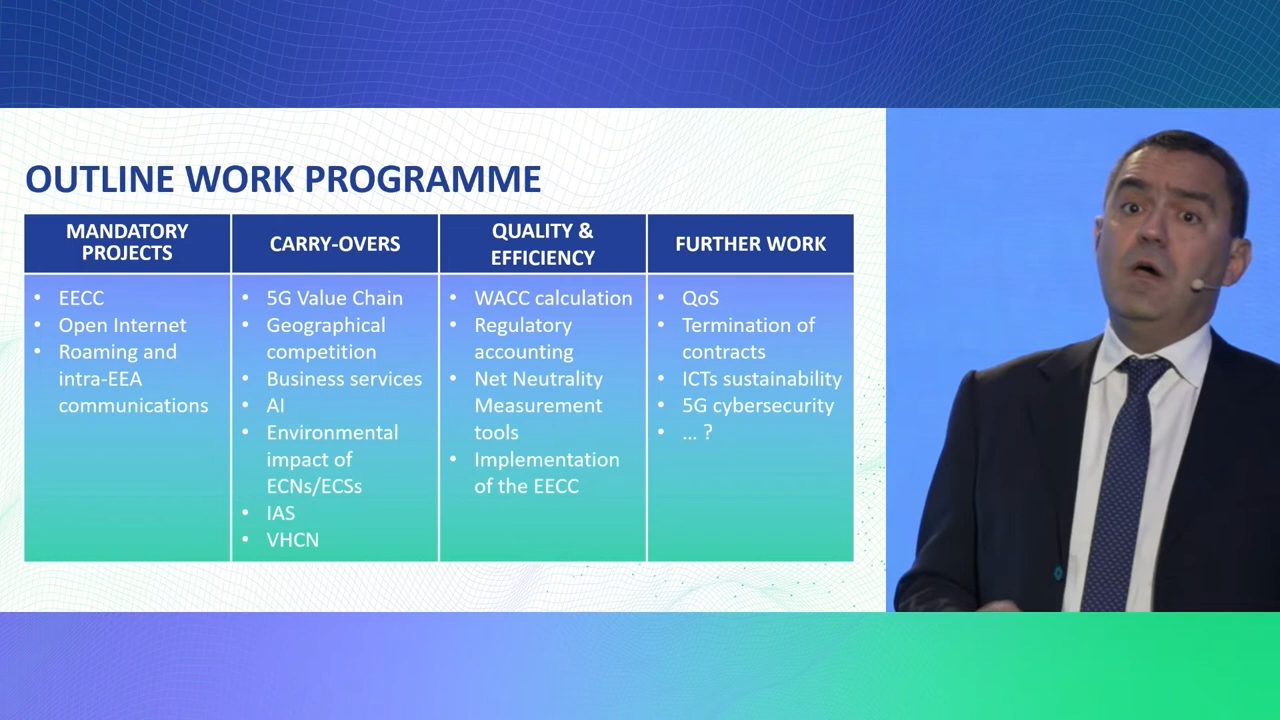 OUTLINE WORK PROGRAMME
MANDATORY
PROJECTS
• EECC
• Open Internet
• Roaming and
intra-EEA
communications
CARRY-OVERS
• 5G Value Chain
• Geographical
competition
• Business services
• AI
• Environmental
impact of
ECNs/ECSs
• IAS
• VHCN
QUALITY &
EFFICIENCY
• WACC calculation
• Regulatory
accounting
• Net Neutrality
Measurement
tools
• Implementation
of the EECC
FURTHER WORK
• QoS
• Termination of
contracts
• ICTs sustainability
• 5G cybersecurity
• ... ?